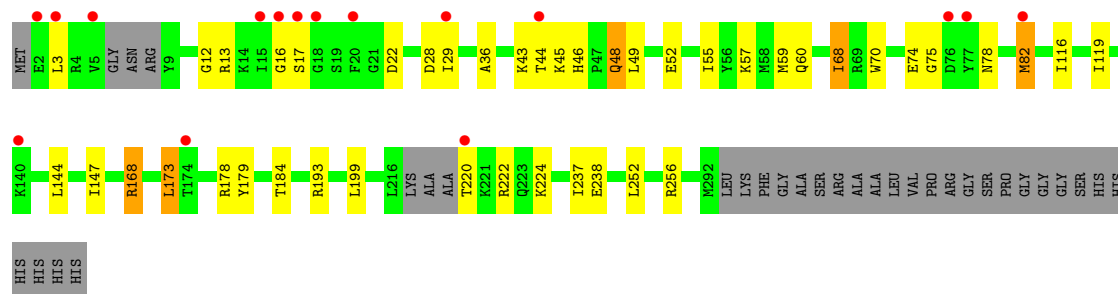 MET E2 L3 R4 V5 GLY ASN ARG Y9 G12 R13 K14 I15 G16 S17 G18 S19 F20 G21 D22 D28 I29 A36 K43 T44 K45 H46 P47 Q48 L49 E52 I55 Y56 K57 M58 M59 Q60 I68 R69 W70 E74 G75 D76 Y77 N78 M82 I116 I119
K140 L144 I147 R168 L173 T174 R178 Y179 T184 R193 L199 L216 LYS ALA ALA T220 K221 R222 Q223 K224 I237 E238 L252 R256 M292 LEU LYS PHE GLY ALA SER ARG ALA ALA LEU VAL PRO ARG GLY SER PRO GLY GLY GLY SER HIS HIS
HIS HIS HIS HIS